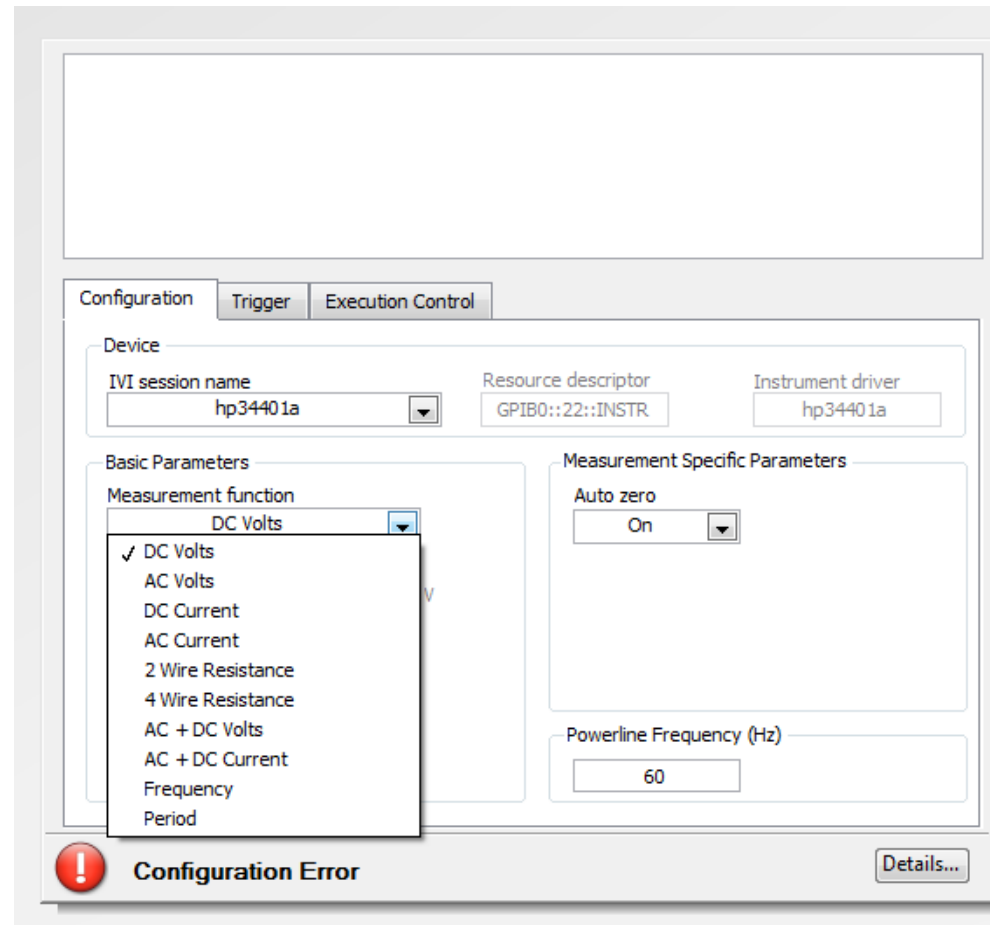 Configuration
Trigger
Execution Control
Device
IVI session name
Resource descriptor
Instrument driver
hp34401a
GPIB0::22::INSTR
hp34401a
Basic Parameters
Measurement function
DC Volts
✓ DC Volts
AC Volts
DC Current
AC Current
2 Wire Resistance
4 Wire Resistance
AC + DC Volts
AC + DC Current
Frequency
Period
V
Measurement Specific Parameters
Auto zero
On
Powerline Frequency (Hz)
60
Configuration Error
Details...